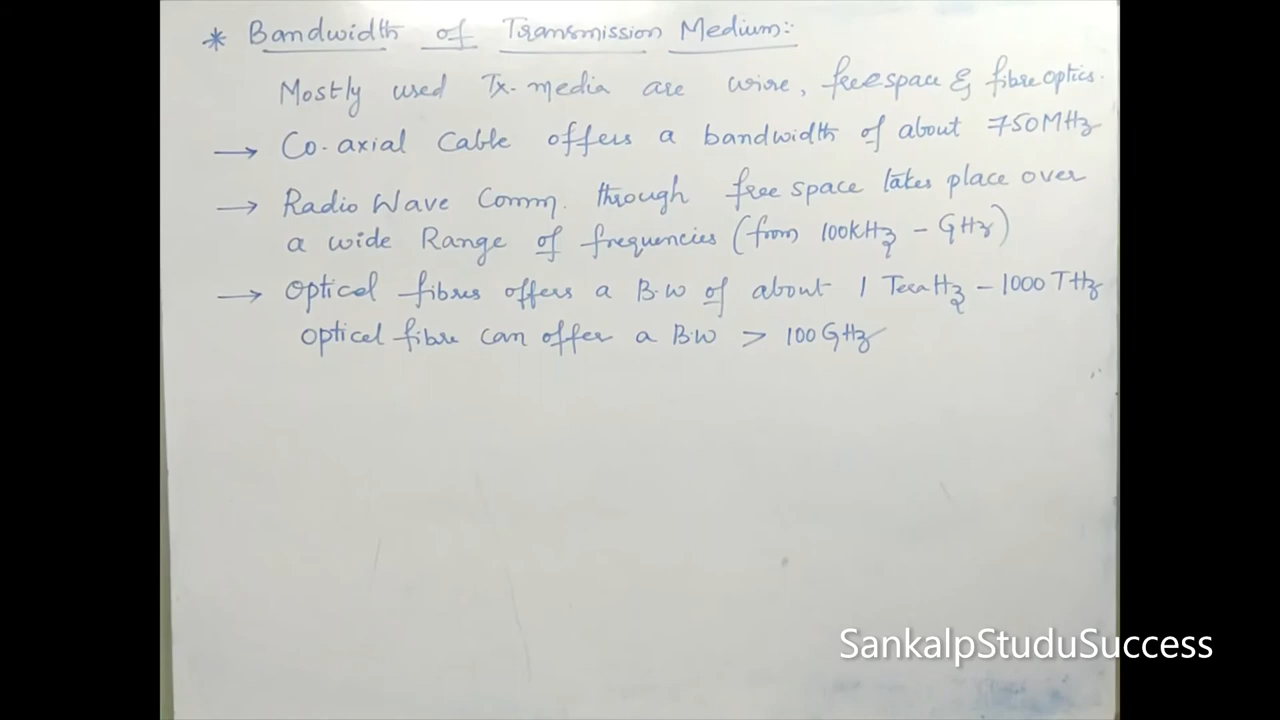 * Bandwidth of Transmission Medium:-
Mostly used Tx. media are wire, free space & fibre optics.
→ Co-axial Cable offers a bandwidth of about 750MHz
→ Radio Wave Comm. through free space takes place over
a wide Range of frequencies (from 100kHz - GHz)
→ Optical fibres offers a B.W of about 1 TeraHz - 1000 THz
Optical fibre can offer a B.W > 100GHz
SankalpStuduSuccess